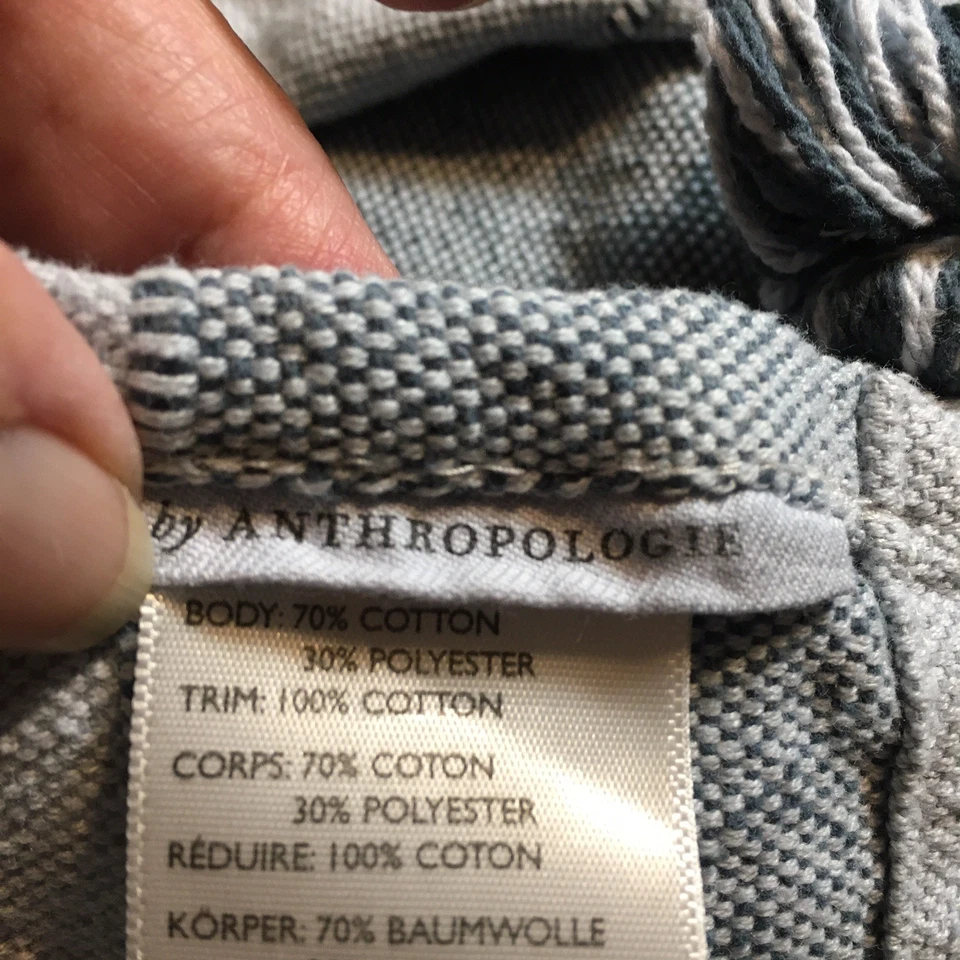 by ANTHROPOLOGIE
BODY: 70% COTTON
30% POLYESTER
TRIM: 100% COTTON
CORPS: 70% COTON
30% POLYESTER
RÉDUIRE: 100% COTON
KÖRPER: 70% BAUMWOLLE